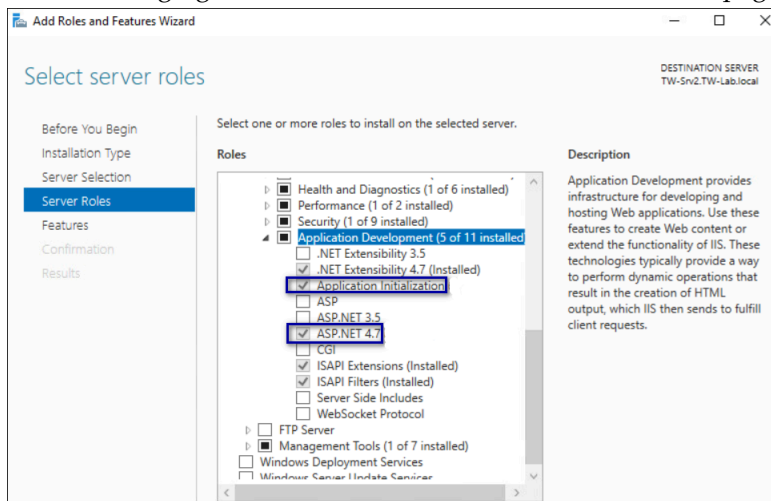 Add Roles and Features Wizard
Select server roles
DESTINATION SERVER
TW-Srv2.TW-Lab.local
Before You Begin
Installation Type
Server Selection
Server Roles
Features
Confirmation
Results
Select one or more roles to install on the selected server.
Roles
Health and Diagnostics (1 of 6 installed)
Performance (1 of 2 installed)
Security (1 of 9 installed)
Application Development (5 of 11 installed
.NET Extensibility 3.5
.NET Extensibility 4.7 (Installed)
Application Initialization
ASP
ASP.NET 3.5
ASP.NET 4.7
CGI
ISAPI Extensions (Installed)
ISAPI Filters (Installed)
Server Side Includes
WebSocket Protocol
FTP Server
Management Tools (1 of 7 installed)
Windows Deployment Services
Windows Server Update Services
Description
Application Development provides
infrastructure for developing and
hosting Web applications. Use these
features to create Web content or
extend the functionality of IIS. These
technologies typically provide a way
to perform dynamic operations that
result in the creation of HTML
output, which IIS then sends to fulfill
client requests.